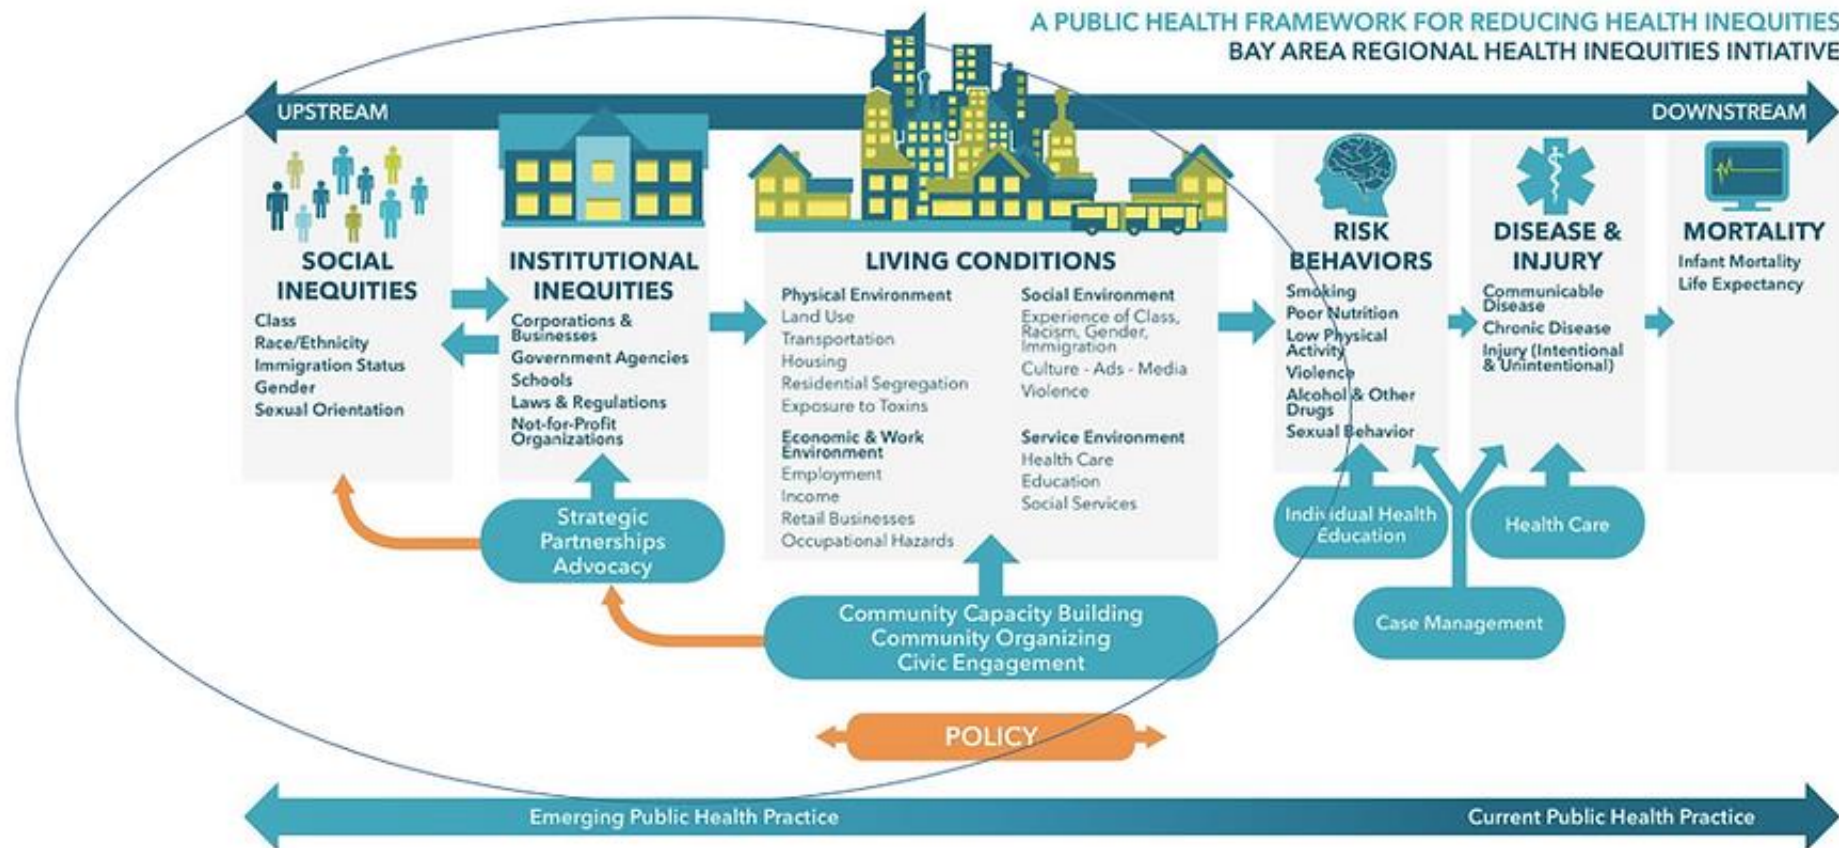 A PUBLIC HEALTH FRAMEWORK FOR REDUCING HEALTH INEQUITIES
BAY AREA REGIONAL HEALTH INEQUITIES INTIATIVE
UPSTREAM
DOWNSTREAM
SOCIAL
INEQUITIES
Class
Race/Ethnicity
Immigration Status
Gender
Sexual Orientation
INSTITUTIONAL
INEQUITIES
Corporations &
Businesses
Government Agencies
Schools
Laws & Regulations
Not-for-Profit
Organizations
Strategic
Partnerships
Advocacy
LIVING CONDITIONS
Physical Environment
Land Use
Transportation
Housing
Residential Segregation
Exposure to Toxins
Economic & Work
Environment
Employment
Income
Retail Businesses
Occupational Hazards
Social Environment
Experience of Class,
Racism, Gender,
Immigration
Culture - Ads - Media
Violence
Service Environment
Health Care
Education
Social Services
Community Capacity Building
Community Organizing
Civic Engagement
RISK
BEHAVIORS
Smoking
Poor Nutrition
Low Physical
Activity
Violence
Alcohol & Other
Drugs
Sexual Behavior
Individual Health
Education
DISEASE &
INJURY
Communicable
Disease
Chronic Disease
Injury (Intentional
& Unintentional)
Health Care
Case Management
MORTALITY
Infant Mortality
Life Expectancy
POLICY
Emerging Public Health Practice
Current Public Health Practice